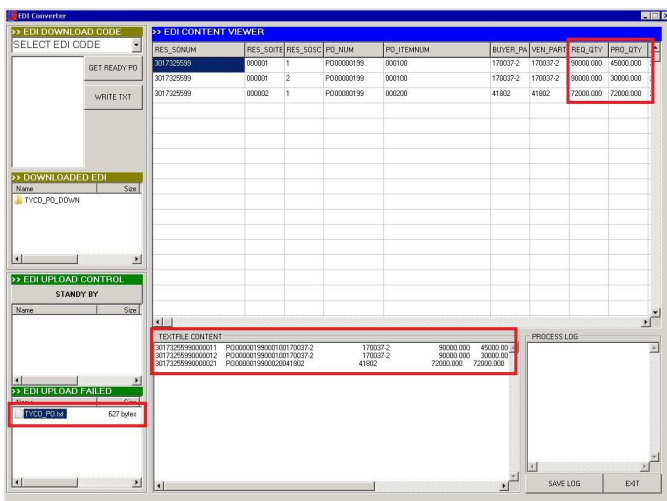 EDI Converter
>> EDI DOWNLOAD CODE
SELECT EDI CODE
GET READY PO
WRITE TXT
>> DOWNLOADED EDI
Name Size
TYCO_PO_DOWN
>> EDI UPLOAD CONTROL
STANDY BY
Name Size
>> EDI UPLOAD FAILED
Name Size
TYCO_PO.txt 627 bytes
>> EDI CONTENT VIEWER
RES_SONUM RES_SOITE RES_SOSC PO_NUM PO_ITEMNUM BUYER_PA VEN_PART REQ_QTY PRO_QTY
3017325599 000001 1 PO00000199 000100 170037-2 170037-2 90000.000 45000.000
3017325599 000001 2 PO00000199 000100 170037-2 170037-2 90000.000 30000.000
3017325599 000002 1 PO00000199 000200 41802 41802 72000.000 72000.000
TEXTFILE CONTENT
30173255990000011 PO00000199000100170037-2 170037-2 90000.000 45000.00
30173255990000012 PO00000199000100170037-2 170037-2 90000.000 30000.00
30173255990000021 PO0000019900020041802 41802 72000.000 72000.000
PROCESS LOG
SAVE LOG
EXIT